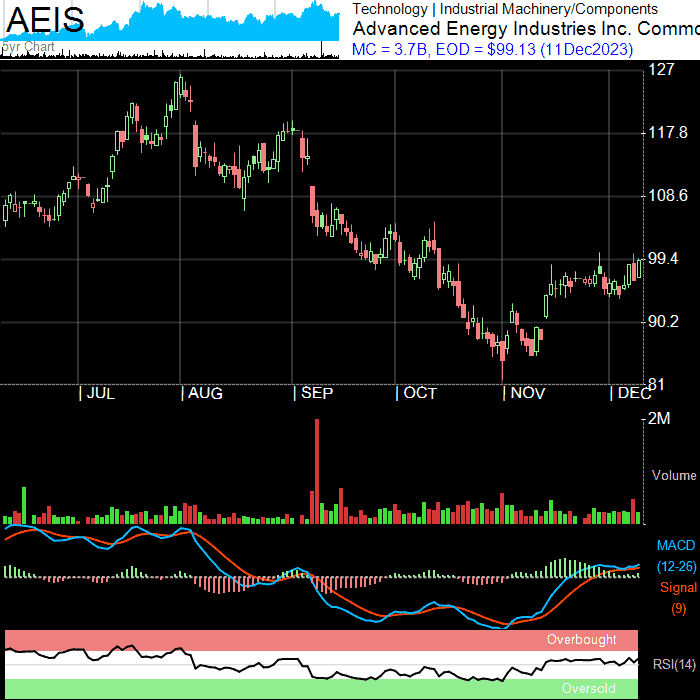 AEIS
5yr Chart
Technology | Industrial Machinery/Components
Advanced Energy Industries Inc. Commo
MC = 3.7B, EOD = $99.13 (11Dec2023)
127
117.8
108.6
99.4
90.2
81
| JUL | AUG | SEP | OCT | NOV | DEC
2M
Volume
MACD
(12-26)
Signal
(9)
Overbought
RSI(14)
Oversold